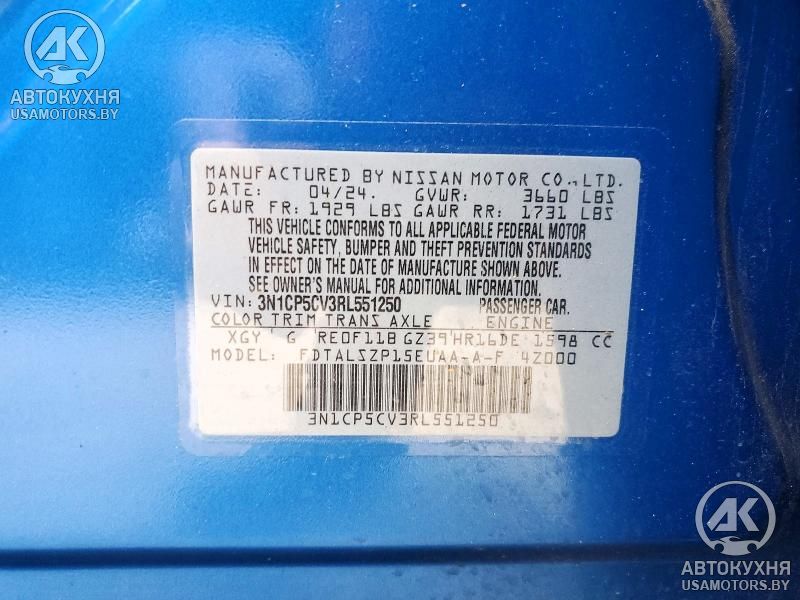 AK
АВТОКУХНЯ
USAMOTORS.BY
MANUFACTURED BY NISSAN MOTOR CO., LTD.
DATE: 04/24. GVWR: 3660 LBS
GAWR FR: 1929 LBS GAWR RR: 1731 LBS
THIS VEHICLE CONFORMS TO ALL APPLICABLE FEDERAL MOTOR
VEHICLE SAFETY, BUMPER AND THEFT PREVENTION STANDARDS
IN EFFECT ON THE DATE OF MANUFACTURE SHOWN ABOVE.
SEE OWNER'S MANUAL FOR ADDITIONAL INFORMATION.
VIN: 3N1CP5CV3RL551250 PASSENGER CAR.
COLOR TRIM TRANS AXLE ENGINE
XGY G RE0F11B GZ39 HR16DE 1598 CC
MODEL: FDTALSZP15EUAA-A-F 4Z000
3N1CP5CV3RL551250
AK
АВТОКУХНЯ
USAMOTORS.BY